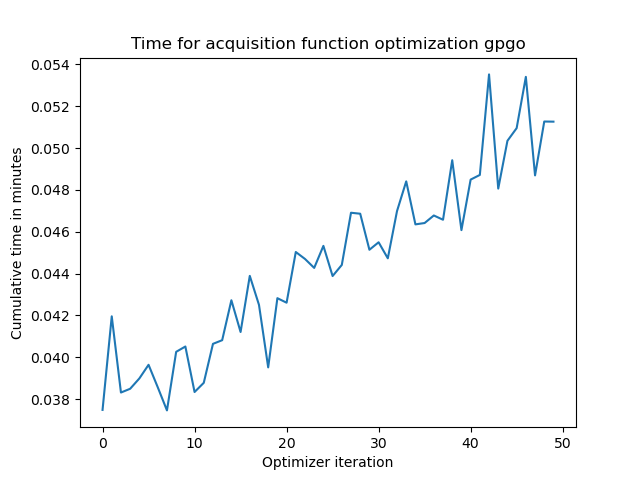 Time for acquisition function optimization gpgo
0.054
0.052
0.050
0.048
0.046
0.044
0.042
0.040
0.038
Cumulative time in minutes
0 10 20 30 40 50
Optimizer iteration